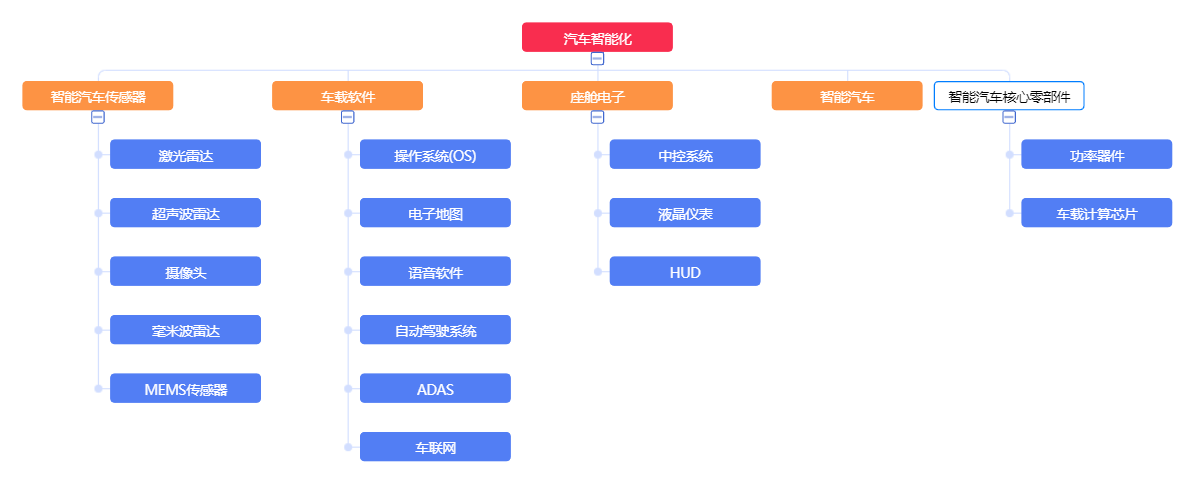 汽车智能化
智能汽车传感器
车载软件
座舱电子
智能汽车
智能汽车核心零部件
激光雷达
超声波雷达
摄像头
毫米波雷达
MEMS传感器
操作系统(OS)
电子地图
语音软件
自动驾驶系统
ADAS
车联网
中控系统
液晶仪表
HUD
功率器件
车载计算芯片